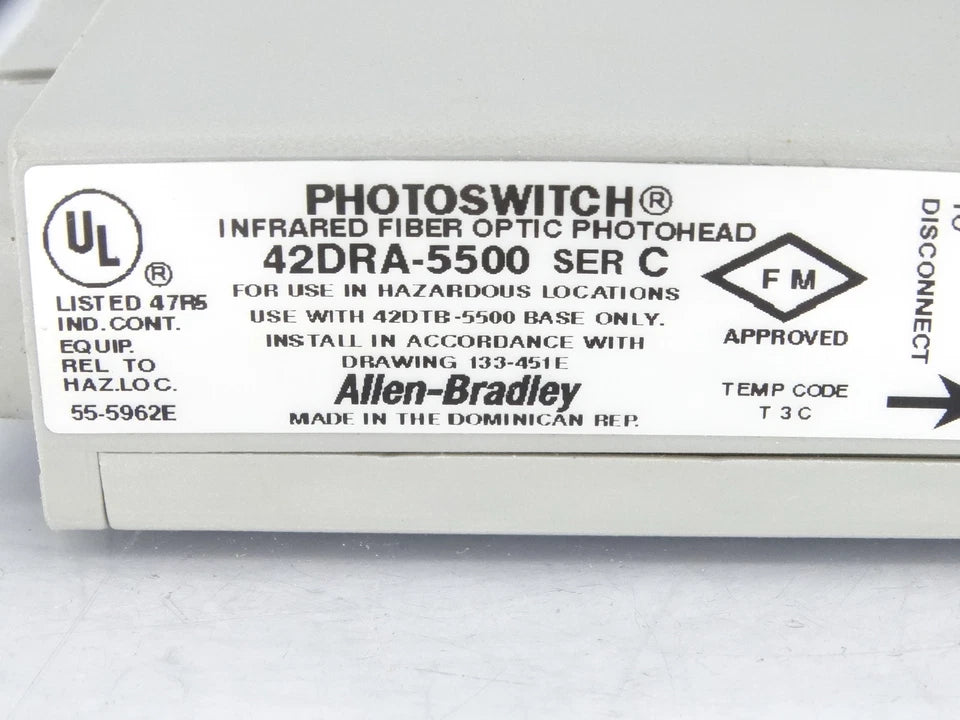 PHOTOSWITCH®
INFRARED FIBER OPTIC PHOTOHEAD
42DRA-5500 SER C
FOR USE IN HAZARDOUS LOCATIONS
USE WITH 42DTB-5500 BASE ONLY.
INSTALL IN ACCORDANCE WITH
DRAWING 133-451E
Allen-Bradley
MADE IN THE DOMINICAN REP.
UL ®
LISTED 47R5
IND. CONT.
EQUIP.
REL TO
HAZ.LOC.
55-5962E
FM
APPROVED
TEMP CODE
T3C
TO
DISCONNECT